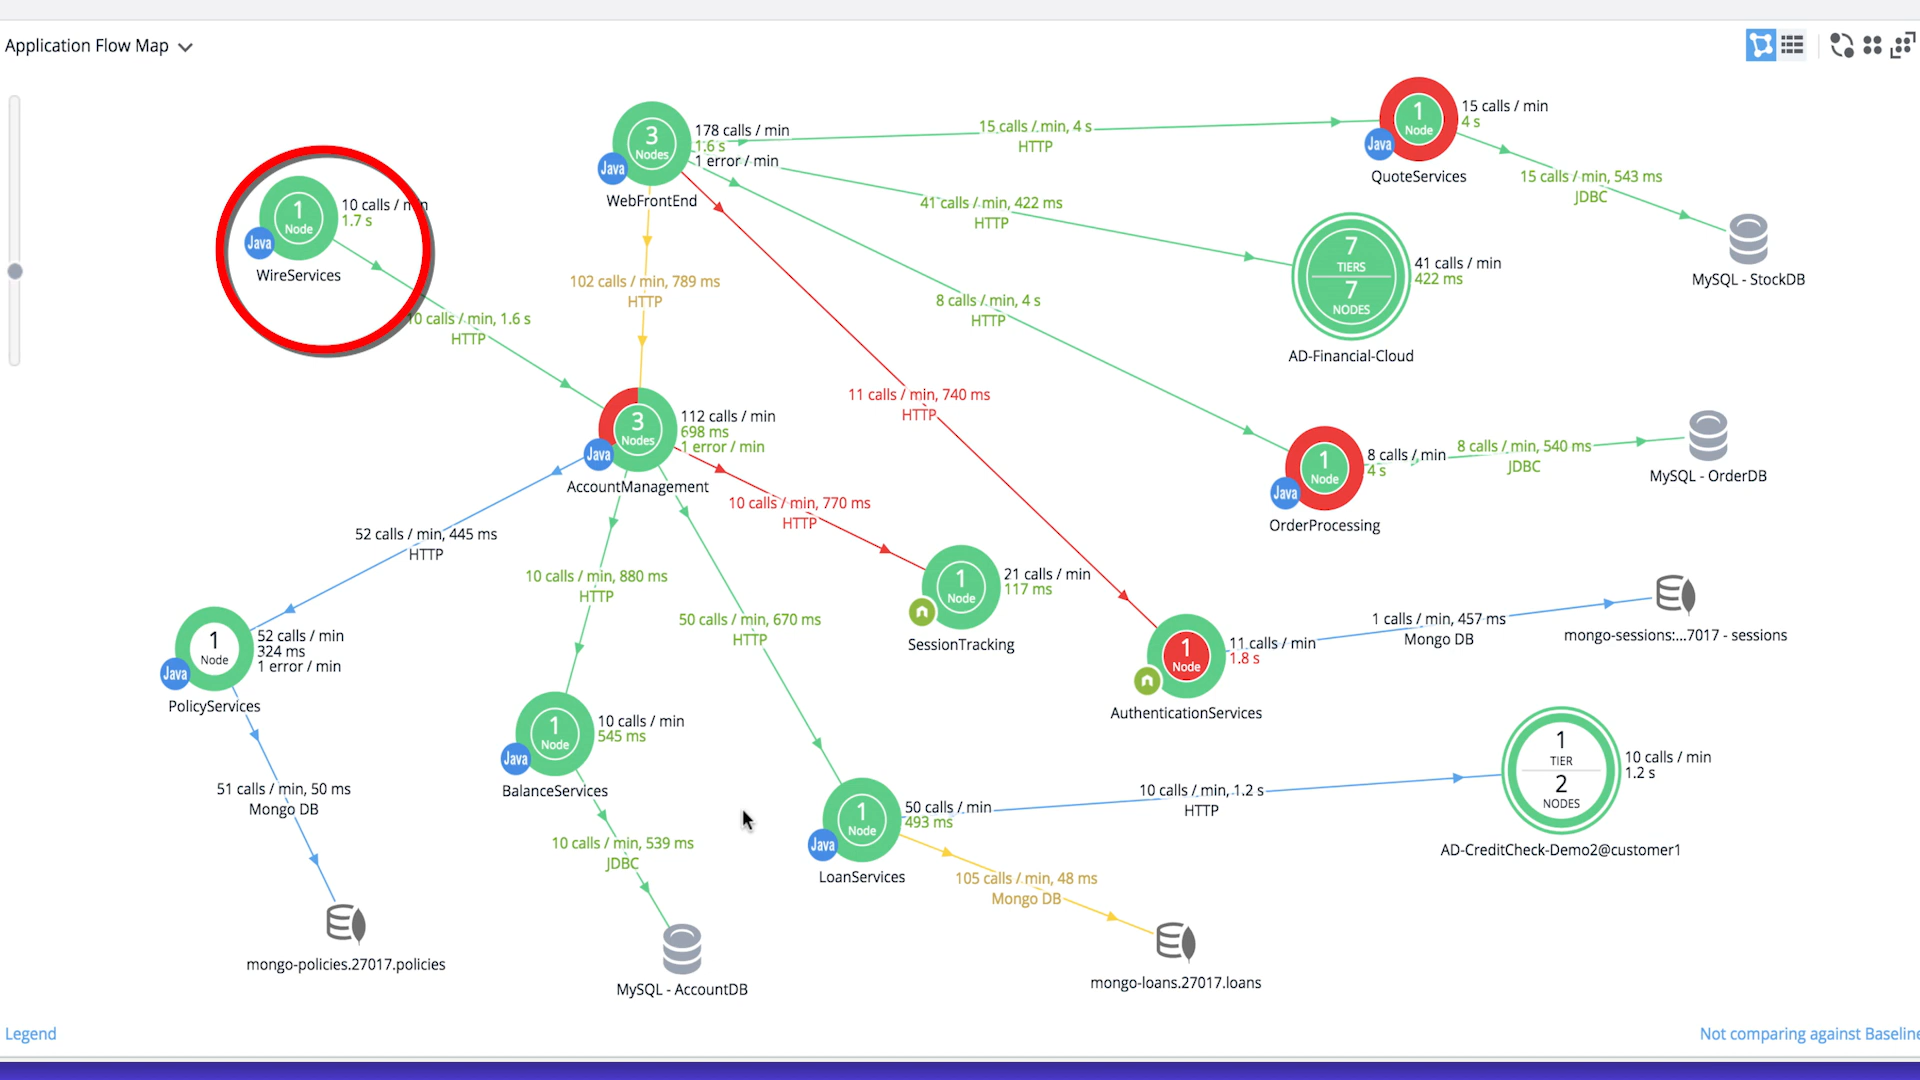 Application Flow Map
3
Nodes
Java
WebFrontEnd
178 calls / min
1.6 s
1 error / min
15 calls / min, 4 s
HTTP
1
Node
Java
QuoteServices
15 calls / min
4 s
15 calls / min, 543 ms
JDBC
MySQL - StockDB
1
Node
Java
WireServices
10 calls / min
1.7 s
10 calls / min, 1.6 s
HTTP
41 calls / min, 422 ms
HTTP
7
TIERS
7
NODES
AD-Financial-Cloud
41 calls / min
422 ms
102 calls / min, 789 ms
HTTP
8 calls / min, 4 s
HTTP
11 calls / min, 740 ms
HTTP
3
Nodes
Java
AccountManagement
112 calls / min
698 ms
1 error / min
1
Node
Java
OrderProcessing
8 calls / min
4 s
8 calls / min, 540 ms
JDBC
MySQL - OrderDB
52 calls / min, 445 ms
HTTP
10 calls / min, 770 ms
HTTP
10 calls / min, 880 ms
HTTP
50 calls / min, 670 ms
HTTP
1
Node
SessionTracking
21 calls / min
117 ms
1
Node
AuthenticationServices
11 calls / min
1.8 s
1 calls / min, 457 ms
Mongo DB
mongo-sessions:...7017 - sessions
1
Node
Java
PolicyServices
52 calls / min
324 ms
1 error / min
51 calls / min, 50 ms
Mongo DB
mongo-policies.27017.policies
1
Node
Java
BalanceServices
10 calls / min
545 ms
10 calls / min, 539 ms
JDBC
MySQL - AccountDB
1
Node
Java
LoanServices
50 calls / min
493 ms
10 calls / min, 1.2 s
HTTP
1
TIER
2
NODES
AD-CreditCheck-Demo2@customer1
10 calls / min
1.2 s
105 calls / min, 48 ms
Mongo DB
mongo-loans.27017.loans
Legend
Not comparing against Baseline